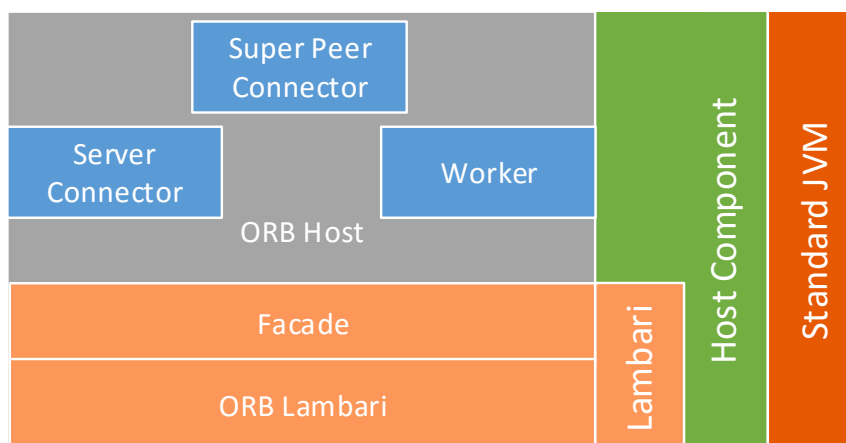 Super Peer
Connector
Server
Connector
Worker
ORB Host
Facade
ORB Lambari
Lambari
Host Component
Standard JVM